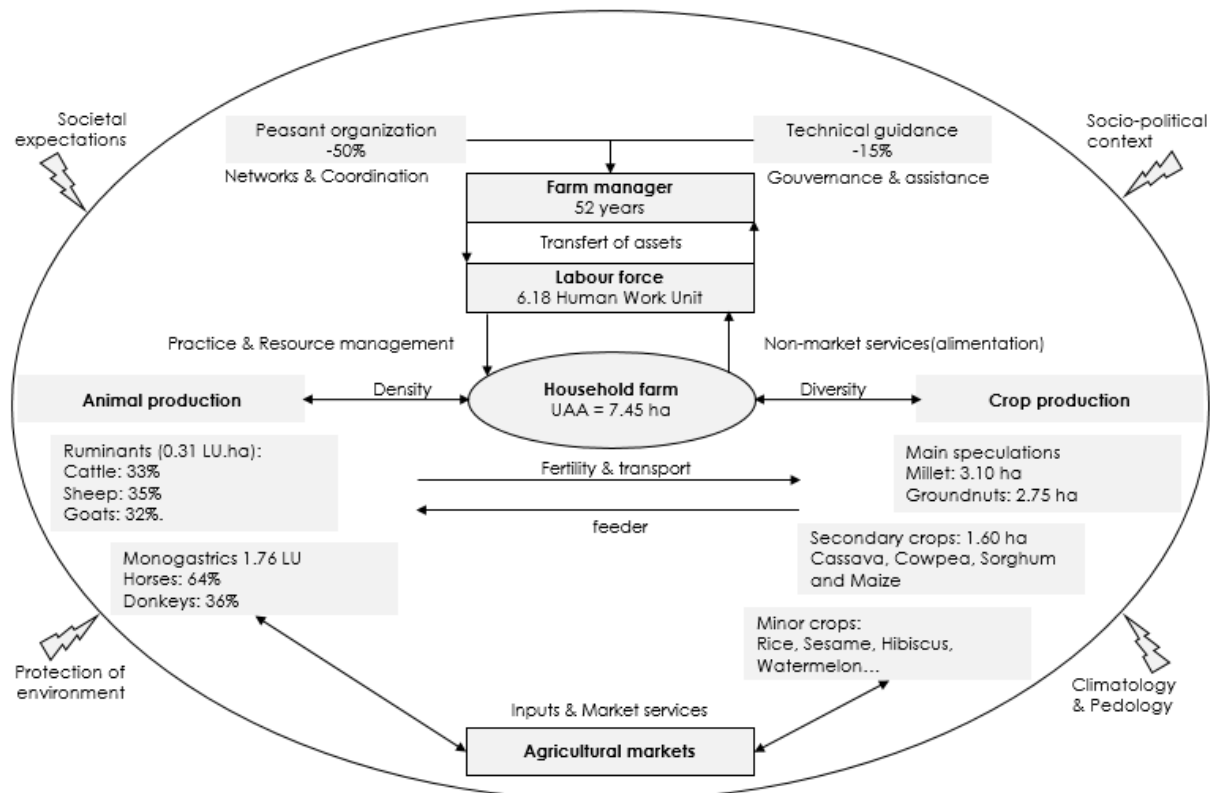 Societal
expectations
Peasant organization
-50%
Networks & Coordination
Technical guidance
-15%
Gouvernance & assistance
Socio-political
context
Farm manager
52 years
Transfert of assets
Labour force
6.18 Human Work Unit
Practice & Resource management
Non-market services(alimentation)
Animal production
Density
Household farm
UAA = 7.45 ha
Diversity
Crop production
Ruminants (0.31 LU.ha):
Cattle: 33%
Sheep: 35%
Goats: 32%.
Fertility & transport
feeder
Main speculations
Millet: 3.10 ha
Groundnuts: 2.75 ha
Monogastrics 1.76 LU
Horses: 64%
Donkeys: 36%
Secondary crops: 1.60 ha
Cassava, Cowpea, Sorghum
and Maize
Minor crops:
Rice, Sesame, Hibiscus,
Watermelon...
Protection of
environment
Inputs & Market services
Agricultural markets
Climatology
& Pedology